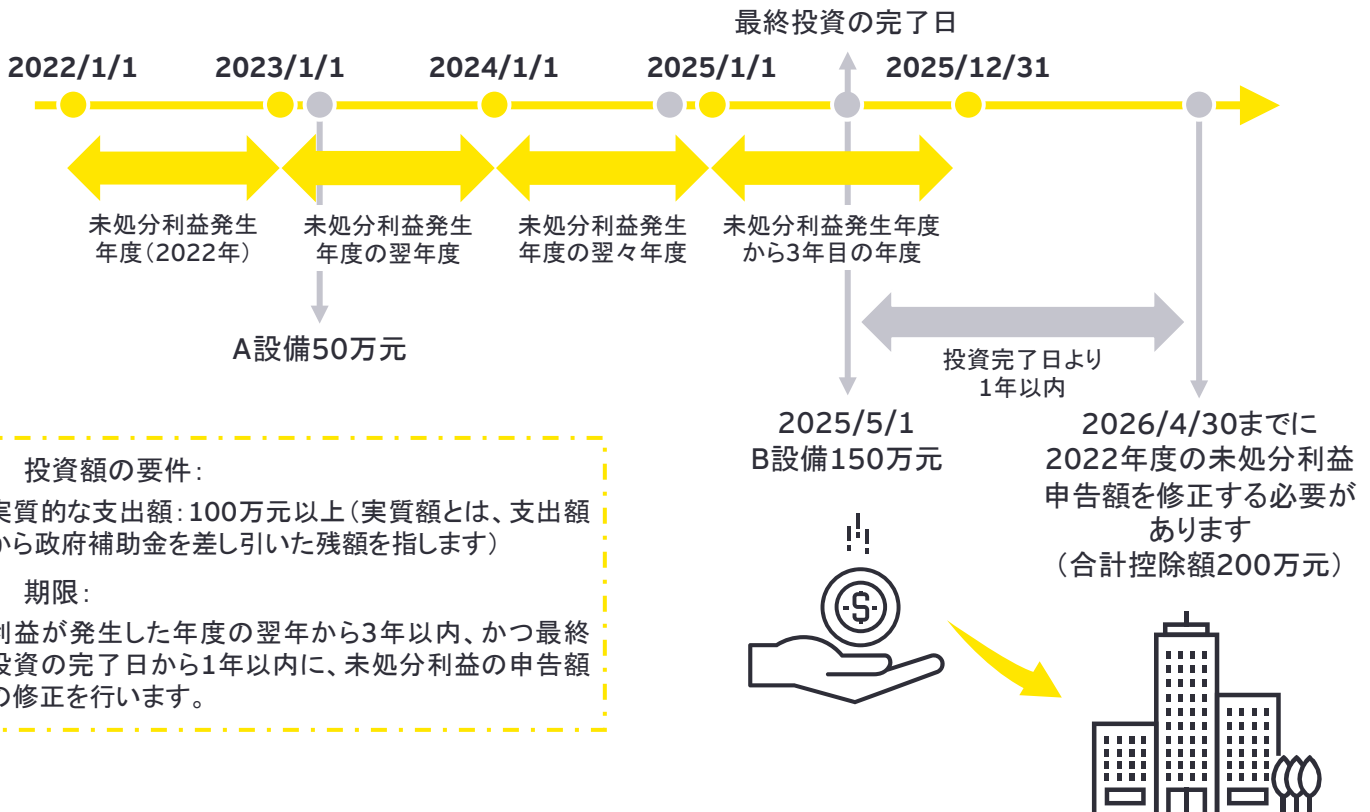 最終投資の完了日
2022/1/1
2023/1/1
2024/1/1
2025/1/1
2025/12/31
未処分利益発生
年度（2022年）
未処分利益発生
年度の翌年度
未処分利益発生
年度の翌々年度
未処分利益発生年度
から3年目の年度
A設備50万元
投資完了日より
1年以内
2025/5/1
B設備150万元
2026/4/30までに
2022年度の未処分利益
申告額を修正する必要が
あります
（合計控除額200万元）
投資額の要件：
実質的な支出額：100万元以上（実質額とは、支出額
から政府補助金を差し引いた残額を指します）
期限：
利益が発生した年度の翌年から3年以内、かつ最終
投資の完了日から1年以内に、未処分利益の申告額
の修正を行います。
$